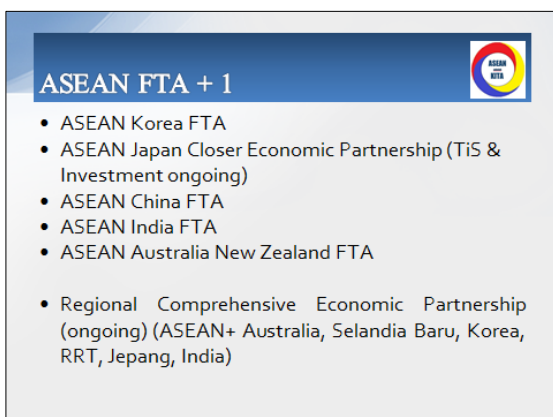 ASEAN FTA + 1
ASEAN
KITA
• ASEAN Korea FTA
• ASEAN Japan Closer Economic Partnership (TiS &
Investment ongoing)
• ASEAN China FTA
• ASEAN India FTA
• ASEAN Australia New Zealand FTA
• Regional Comprehensive Economic Partnership
(ongoing) (ASEAN+ Australia, Selandia Baru, Korea,
RRT, Jepang, India)